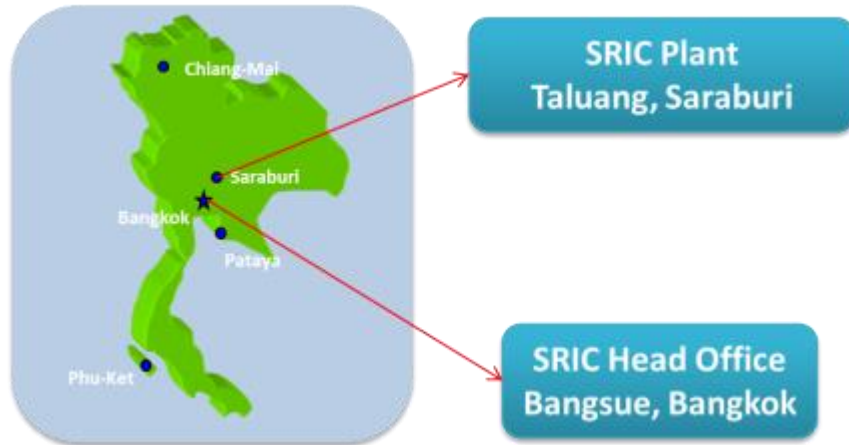 Chiang-Mai
SRIC Plant
Taluang, Saraburi
Saraburi
Bangkok
Pataya
Phu-Ket
SRIC Head Office
Bangsue, Bangkok